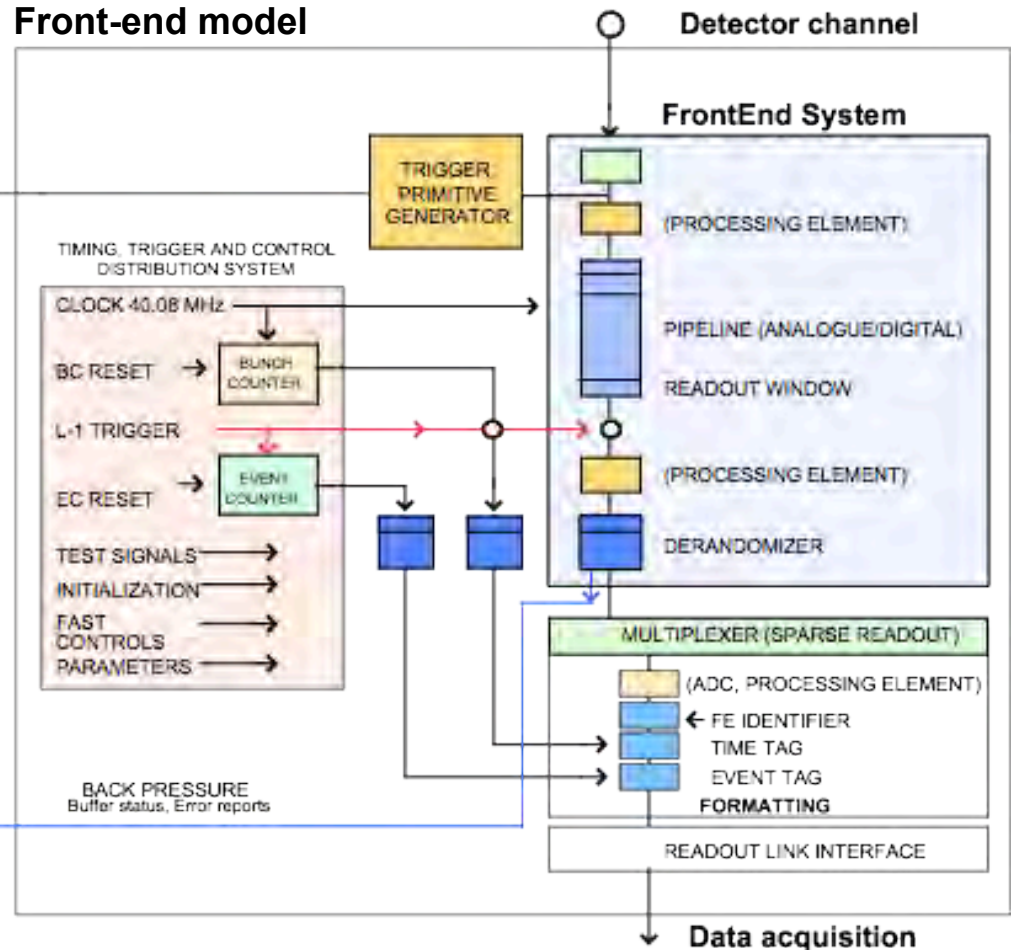 Front-end model
Detector channel
FrontEnd System
TRIGGER
PRIMITIVE
GENERATOR
(PROCESSING ELEMENT)
TIMING, TRIGGER AND CONTROL
DISTRIBUTION SYSTEM
CLOCK 40.08 MHz
PIPELINE (ANALOGUE/DIGITAL)
BC RESET
BUNCH
COUNTER
READOUT WINDOW
L-1 TRIGGER
EC RESET
EVENT
COUNTER
(PROCESSING ELEMENT)
DERANDOMIZER
TEST SIGNALS
INITIALIZATION
FAST
CONTROLS
PARAMETERS
MULTIPLEXER (SPARSE READOUT)
(ADC, PROCESSING ELEMENT)
FE IDENTIFIER
TIME TAG
EVENT TAG
FORMATTING
BACK PRESSURE
Buffer status, Error reports
READOUT LINK INTERFACE
Data acquisition